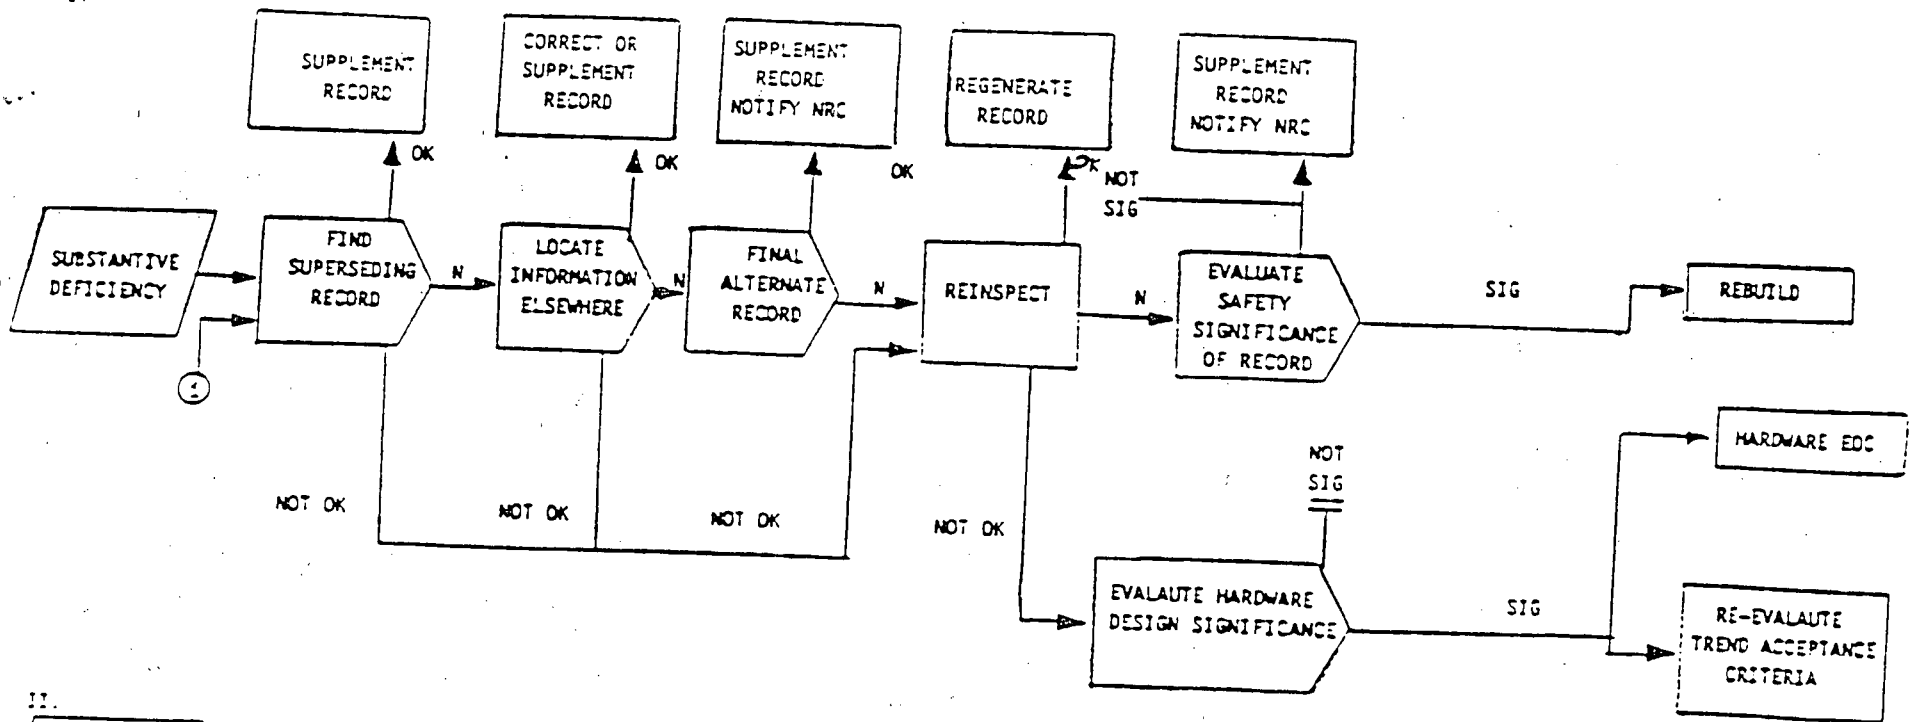 SUPPLEMENT
RECORD
CORRECT OR
SUPPLEMENT
RECORD
SUPPLEMENT
RECORD
NOTIFY NRC
REGENERATE
RECORD
SUPPLEMENT
RECORD
NOTIFY NRC
OK
OK
OK
OK
NOT
SIG
SUBSTANTIVE
DEFICIENCY
FIND
SUPERSEDING
RECORD
N
LOCATE
INFORMATION
ELSEWHERE
N
FINAL
ALTERNATE
RECORD
N
REINSPECT
N
EVALUATE
SAFETY
SIGNIFICANCE
OF RECORD
SIG
REBUILD
1
NOT OK
NOT OK
NOT OK
NOT OK
NOT
SIG
HARDWARE EOC
EVALAUTE HARDWARE
DESIGN SIGNIFICANCE
SIG
RE-EVALAUTE
TREND ACCEPTANCE
CRITERIA
II.